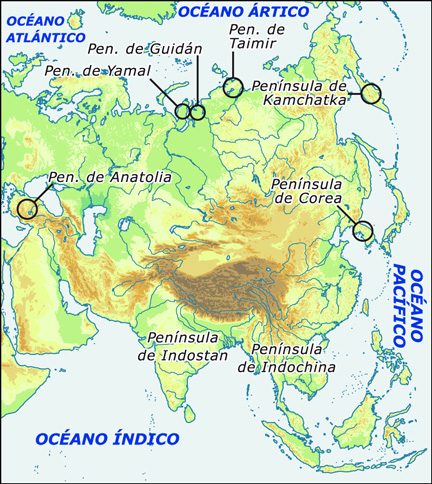 OCÉANO ÁRTICO
OCÉANO
ATLÁNTICO
Pen. de Guidán
Pen. de
Taimir
Pen. de Yamal
Península de
Kamchatka
Pen. de Anatolia
Península
de Corea
OCÉANO
PACÍFICO
Península
de Indostan
Península
de Indochina
OCÉANO ÍNDICO